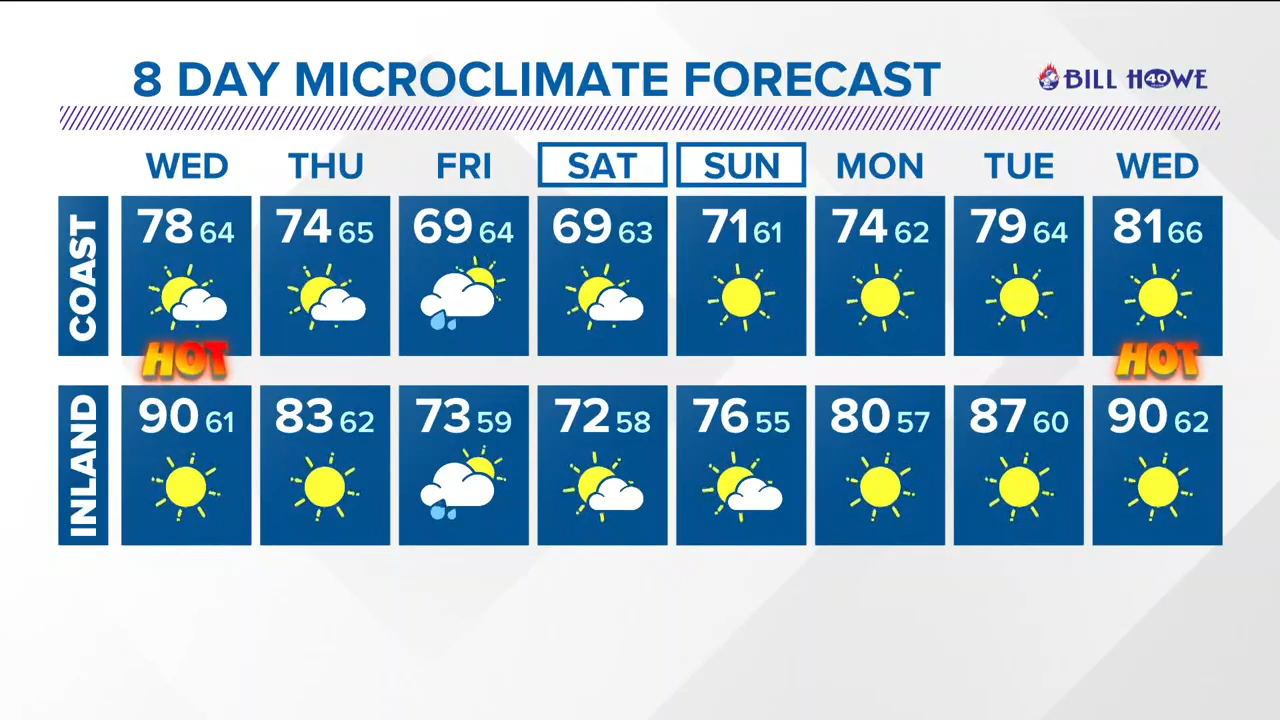 8 DAY MICROCLIMATE FORECAST
BILL HOWE
40
WED THU FRI SAT SUN MON TUE WED
COAST
78 64 74 65 69 64 69 63 71 61 74 62 79 64 81 66
HOT HOT
INLAND
90 61 83 62 73 59 72 58 76 55 80 57 87 60 90 62